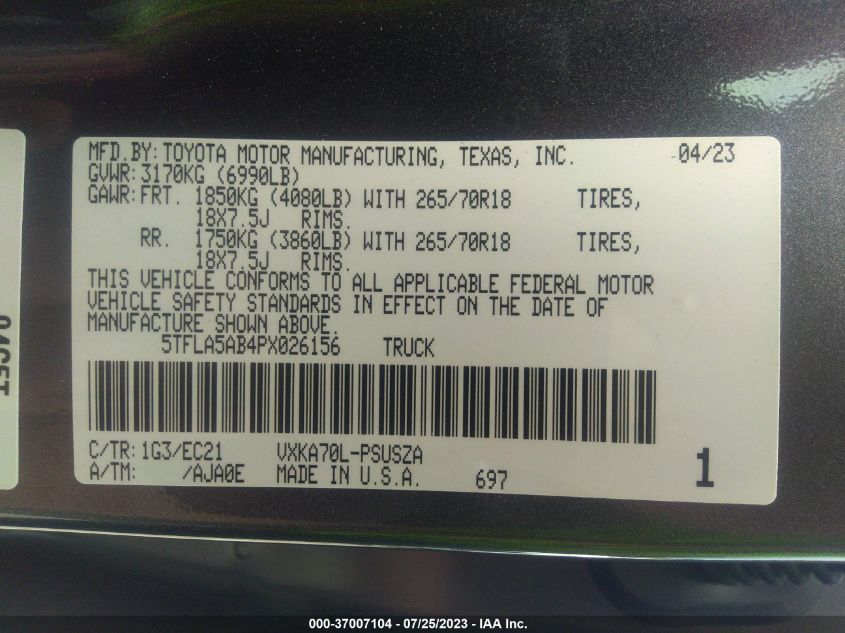 MFD.BY: TOYOTA MOTOR MANUFACTURING, TEXAS, INC. 04/23
GVWR: 3170KG (6990LB)
GAWR: FRT. 1850KG (4080LB) WITH 265/70R18 TIRES,
18X7.5J RIMS.
RR. 1750KG (3860LB) WITH 265/70R18 TIRES,
18X7.5J RIMS.
THIS VEHICLE CONFORMS TO ALL APPLICABLE FEDERAL MOTOR
VEHICLE SAFETY STANDARDS IN EFFECT ON THE DATE OF
MANUFACTURE SHOWN ABOVE.
5TFLA5AB4PX026156 TRUCK
C/TR: 1G3/EC21 VXKA70L-PSUSZA
A/TM: /AJA0E MADE IN U.S.A. 697 1
000-37007104 - 07/25/2023 - IAA Inc.